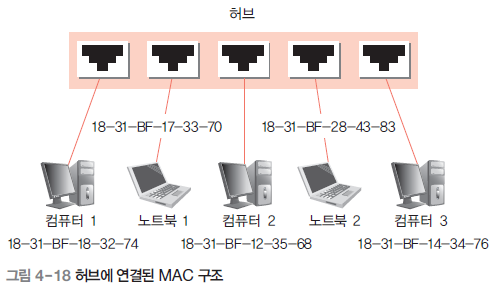 허브
18-31-BF-17-33-70
18-31-BF-28-43-83
컴퓨터 1
노트북 1
컴퓨터 2
노트북 2
컴퓨터 3
18-31-BF-18-32-74
18-31-BF-12-35-68
18-31-BF-14-34-76
그림 4-18 허브에 연결된 MAC 구조